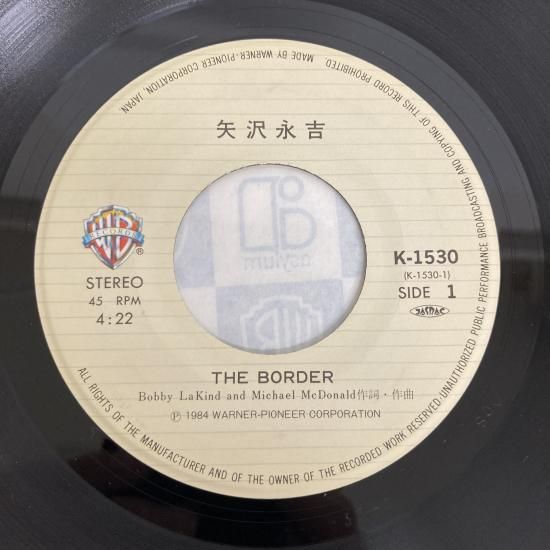 MADE BY WARNER-PIONEER CORPORATION, JAPAN
ALL RIGHTS OF THE MANUFACTURER AND OF THE OWNER OF THE RECORDED WORK RESERVED-UNAUTHORIZED PUBLIC PERFORMANCE BROADCASTING AND COPYING OF THIS RECORD PROHIBITED
矢沢永吉
WB
RECORDS
®
STEREO
45 RPM
4:22
asylum
K-1530
(K-1530-1)
SIDE 1
THE BORDER
Bobby LaKind and Michael McDonald作詞・作曲
Ⓟ 1984 WARNER-PIONEER CORPORATION